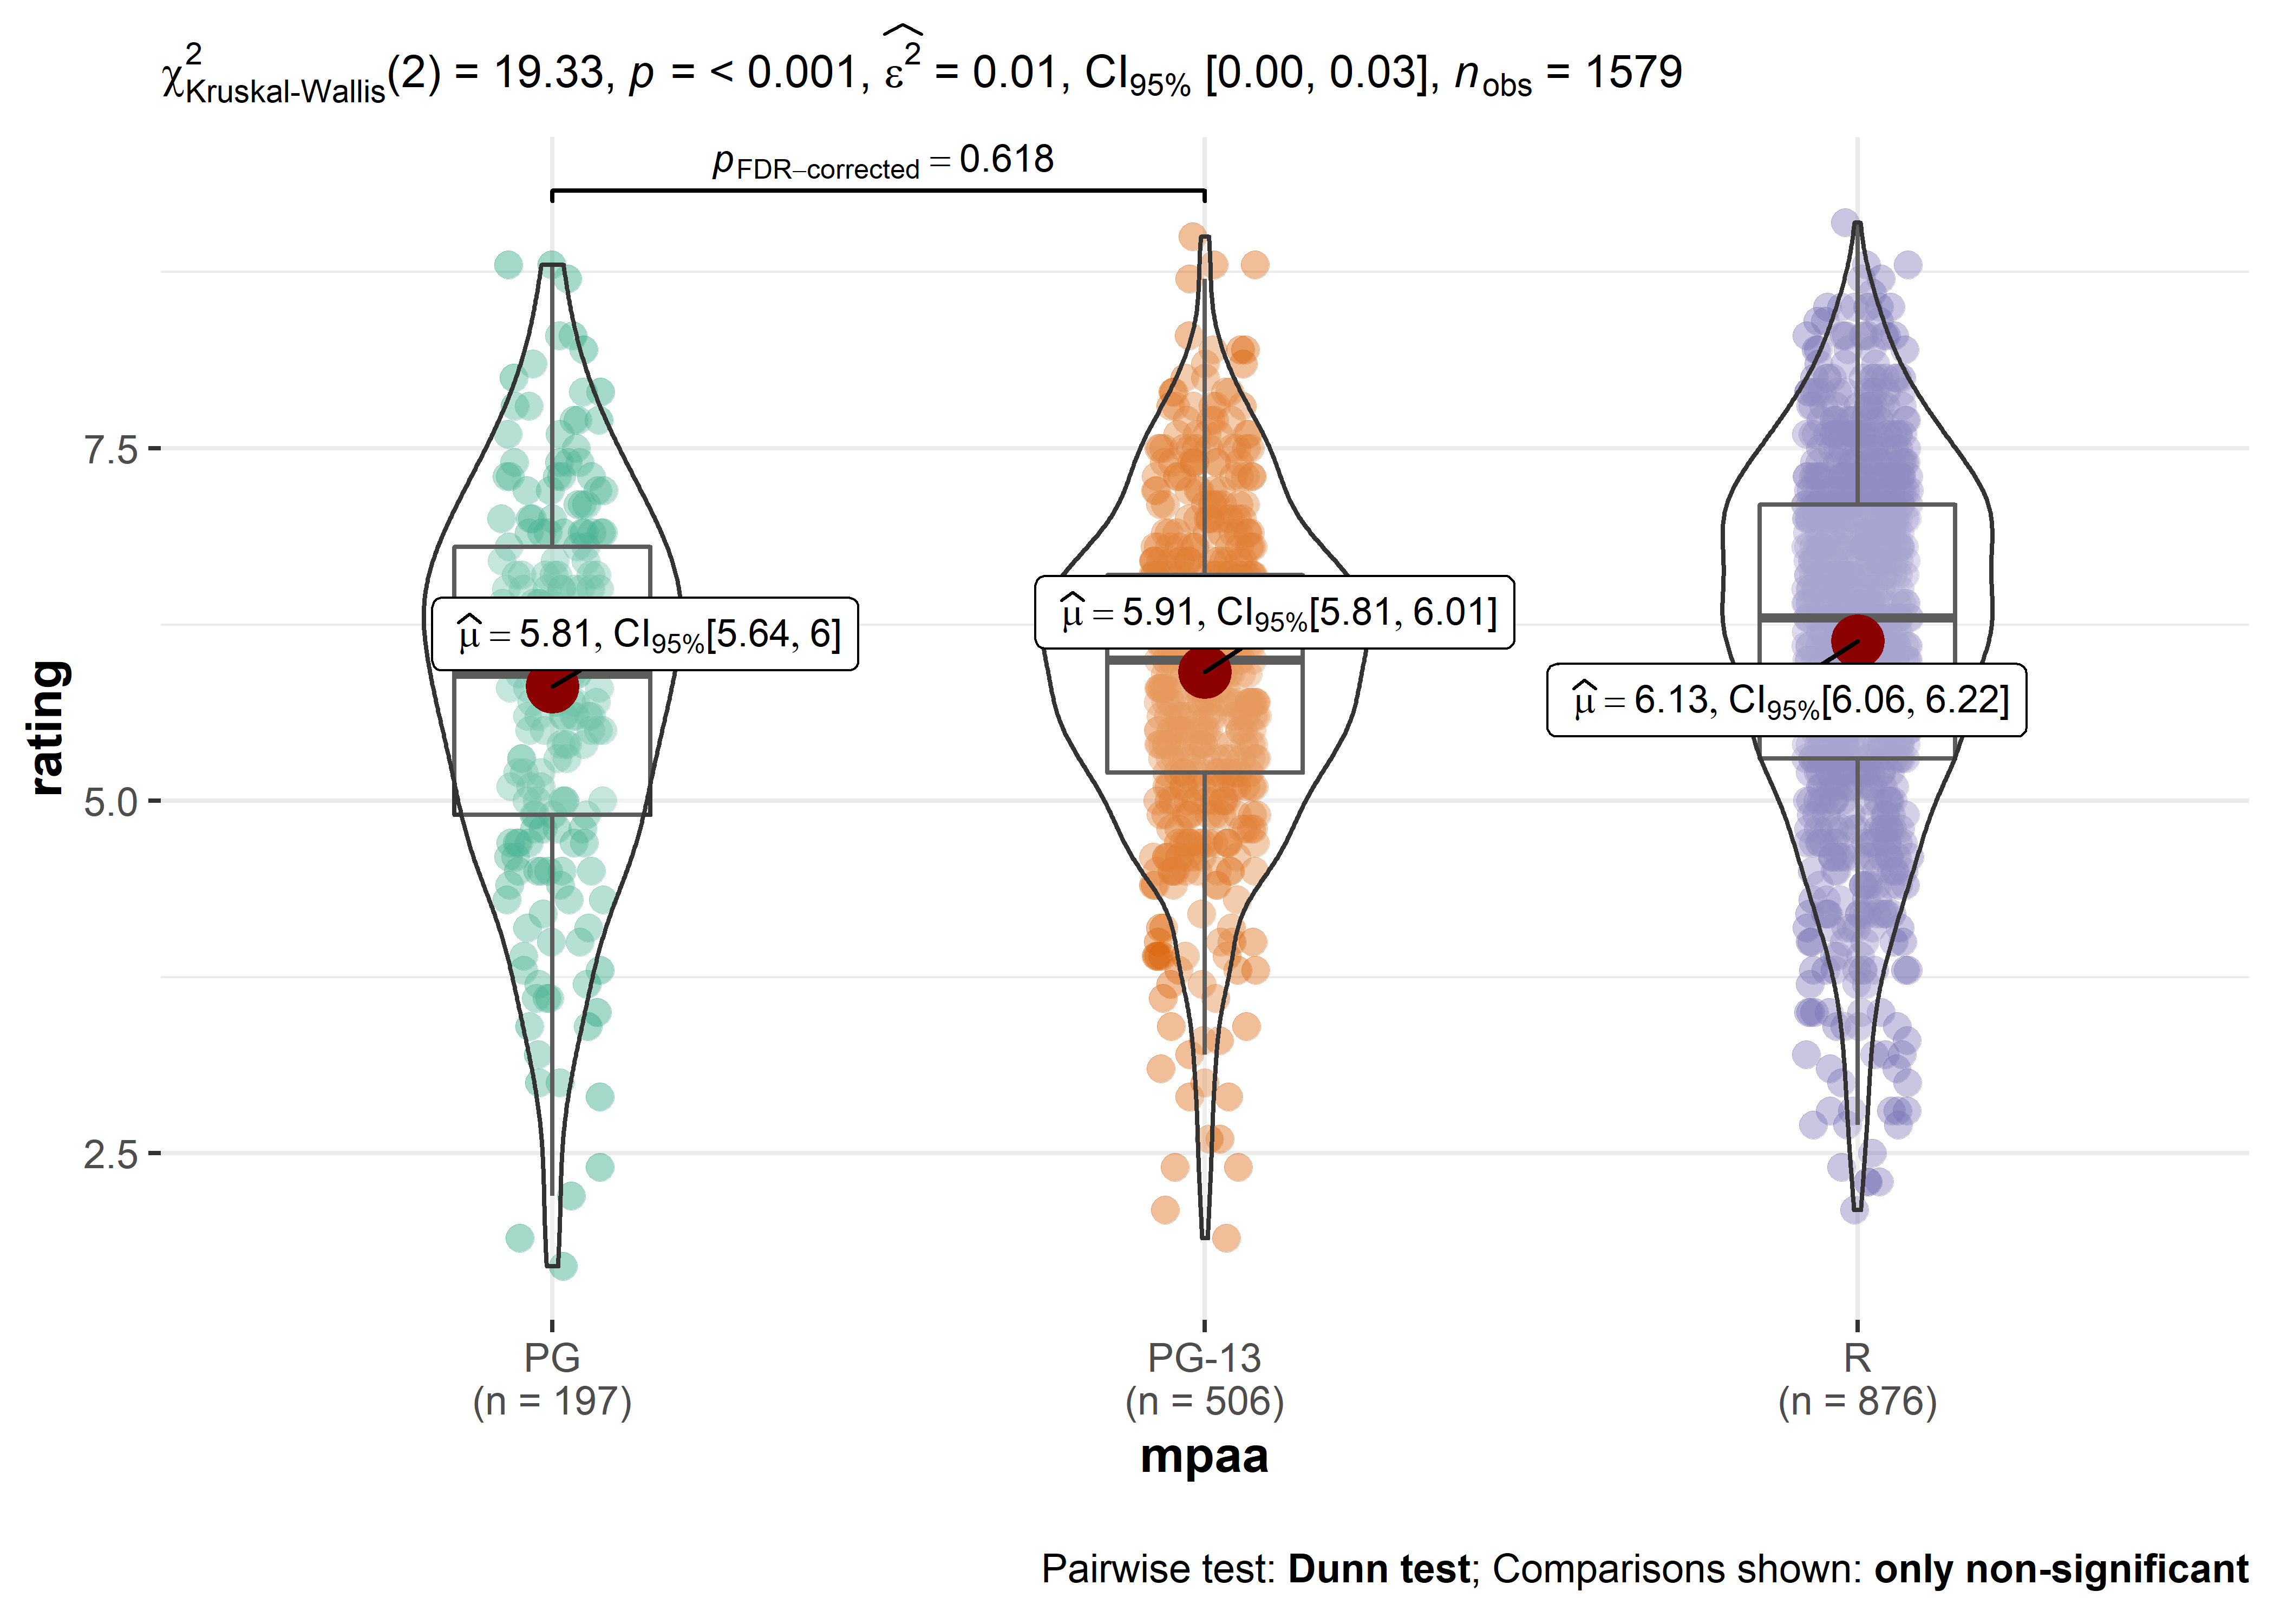 χ²Kruskal-Wallis(2) = 19.33, p = < 0.001, ε²̂ = 0.01, CI95% [0.00, 0.03], nobs = 1579
pFDR−corrected = 0.618
7.5
5.0
2.5
rating
μ̂ = 5.81, CI95%[5.64, 6]
μ̂ = 5.91, CI95%[5.81, 6.01]
μ̂ = 6.13, CI95%[6.06, 6.22]
PG
(n = 197)
PG-13
(n = 506)
R
(n = 876)
mpaa
Pairwise test: Dunn test; Comparisons shown: only non-significant